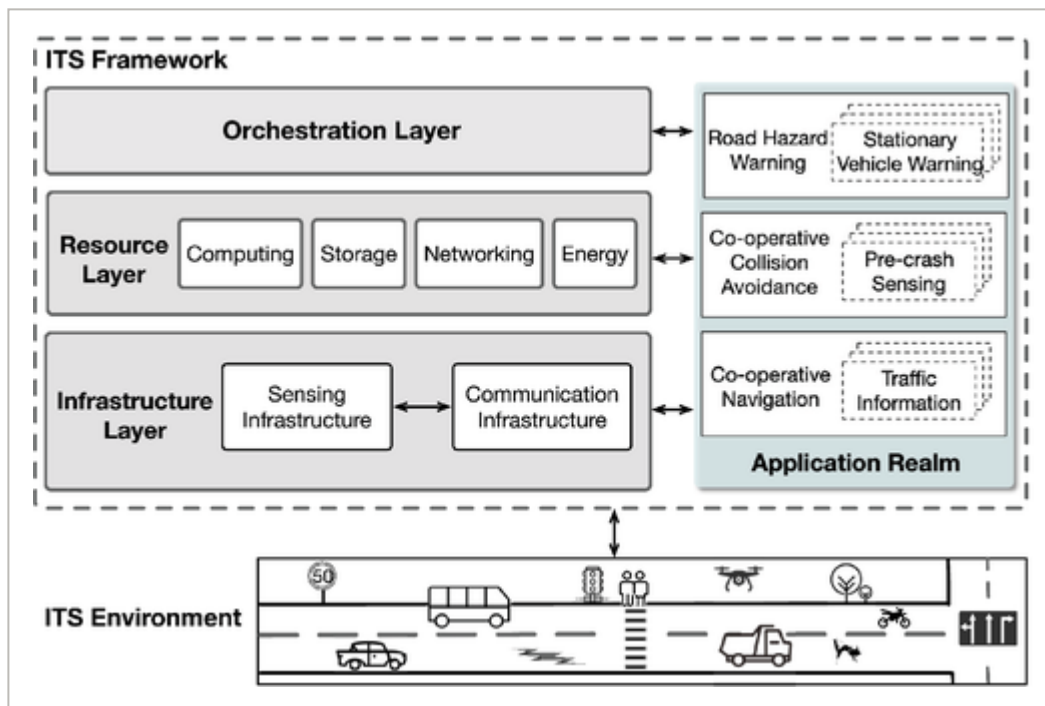 ITS Framework
Orchestration Layer
Resource
Layer
Computing
Storage
Networking
Energy
Infrastructure
Layer
Sensing
Infrastructure
Communication
Infrastructure
Road Hazard
Warning
Stationary
Vehicle Warning
Co-operative
Collision
Avoidance
Pre-crash
Sensing
Co-operative
Navigation
Traffic
Information
Application Realm
ITS Environment
50